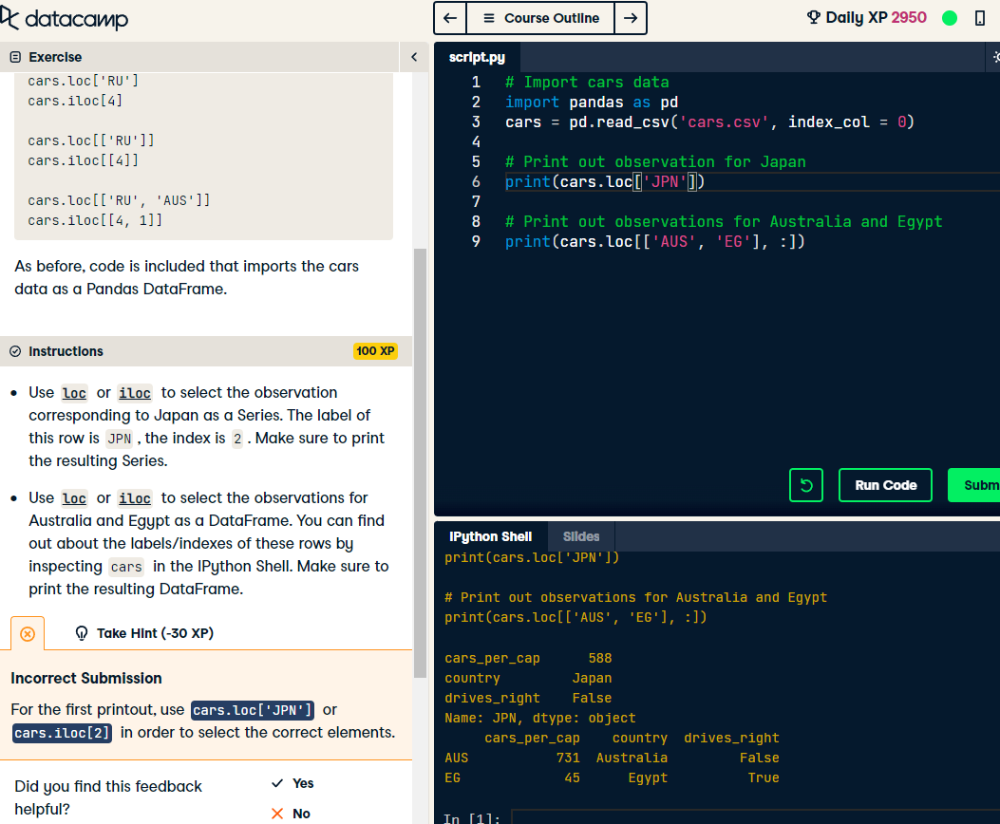 datacamp
Course Outline
Daily XP 2950
Exercise
cars.loc['RU']
cars.iloc[4]
cars.loc[['RU']]
cars.iloc[[4]]
cars.loc[['RU', 'AUS']]
cars.iloc[[4, 1]]
As before, code is included that imports the cars
data as a Pandas DataFrame.
Instructions
100 XP
Use loc or iloc to select the observation
corresponding to Japan as a Series. The label of
this row is JPN , the index is 2 . Make sure to print
the resulting Series.
Use loc or iloc to select the observations for
Australia and Egypt as a DataFrame. You can find
out about the labels/indexes of these rows by
inspecting cars in the IPython Shell. Make sure to
print the resulting DataFrame.
Take Hint (-30 XP)
Incorrect Submission
For the first printout, use cars.loc['JPN'] or
cars.iloc[2] in order to select the correct elements.
Did you find this feedback
helpful?
Yes
No
script.py
1 # Import cars data
2 import pandas as pd
3 cars = pd.read_csv('cars.csv', index_col = 0)
4
5 # Print out observation for Japan
6 print(cars.loc['JPN'])
7
8 # Print out observations for Australia and Egypt
9 print(cars.loc[['AUS', 'EG'], :])
Run Code
Subm
IPython Shell
Slides
print(cars.loc['JPN'])
# Print out observations for Australia and Egypt
print(cars.loc[['AUS', 'EG'], :])
cars_per_cap 588
country Japan
drives_right False
Name: JPN, dtype: object
cars_per_cap country drives_right
AUS 731 Australia False
EG 45 Egypt True
In [1]: